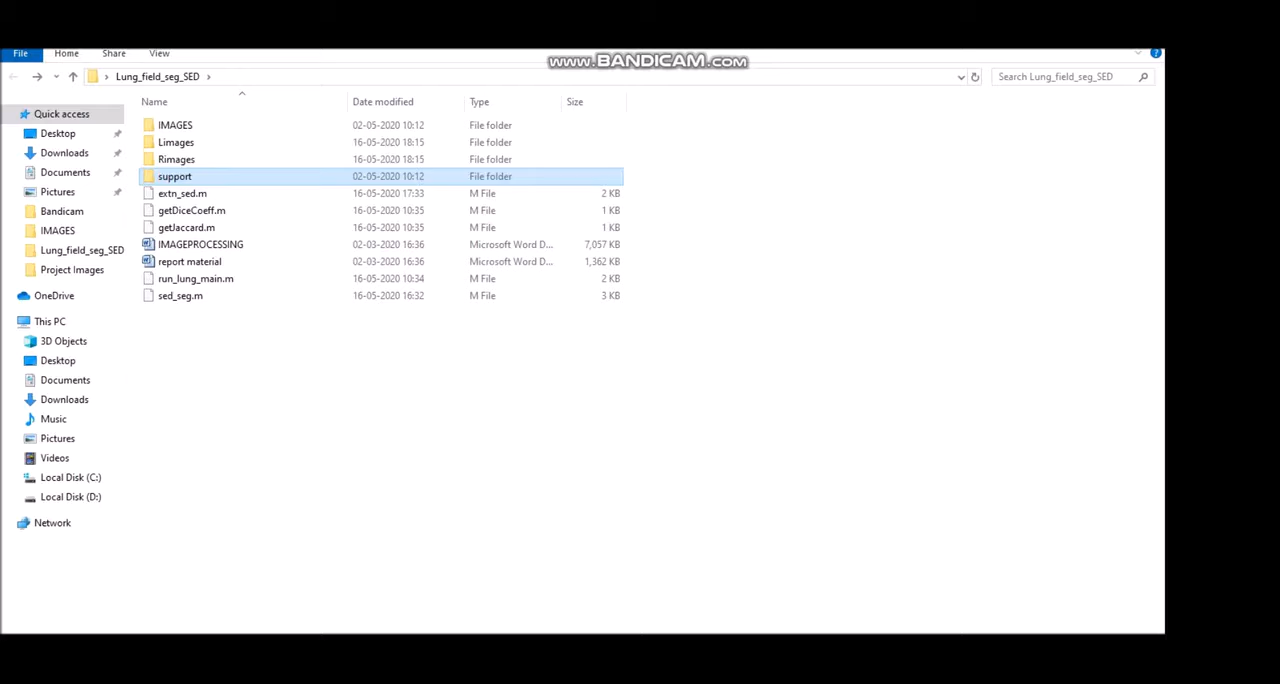 www.BANDICAM.com
File Home Share View
Lung_field_seg_SED
Search Lung_field_seg_SED
Name Date modified Type Size
Quick access
Desktop
Downloads
Documents
Pictures
Bandicam
IMAGES
Lung_field_seg_SED
Project Images
OneDrive
This PC
3D Objects
Desktop
Documents
Downloads
Music
Pictures
Videos
Local Disk (C:)
Local Disk (D:)
Network
IMAGES 02-05-2020 10:12 File folder
Limages 16-05-2020 18:15 File folder
Rimages 16-05-2020 18:15 File folder
support 02-05-2020 10:12 File folder
extn_sed.m 16-05-2020 17:33 M File 2 KB
getDiceCoeff.m 16-05-2020 10:35 M File 1 KB
getJaccard.m 16-05-2020 10:35 M File 1 KB
IMAGEPROCESSING 02-03-2020 16:36 Microsoft Word D... 7,057 KB
report material 02-03-2020 16:36 Microsoft Word D... 1,362 KB
run_lung_main.m 16-05-2020 10:34 M File 2 KB
sed_seg.m 16-05-2020 16:32 M File 3 KB